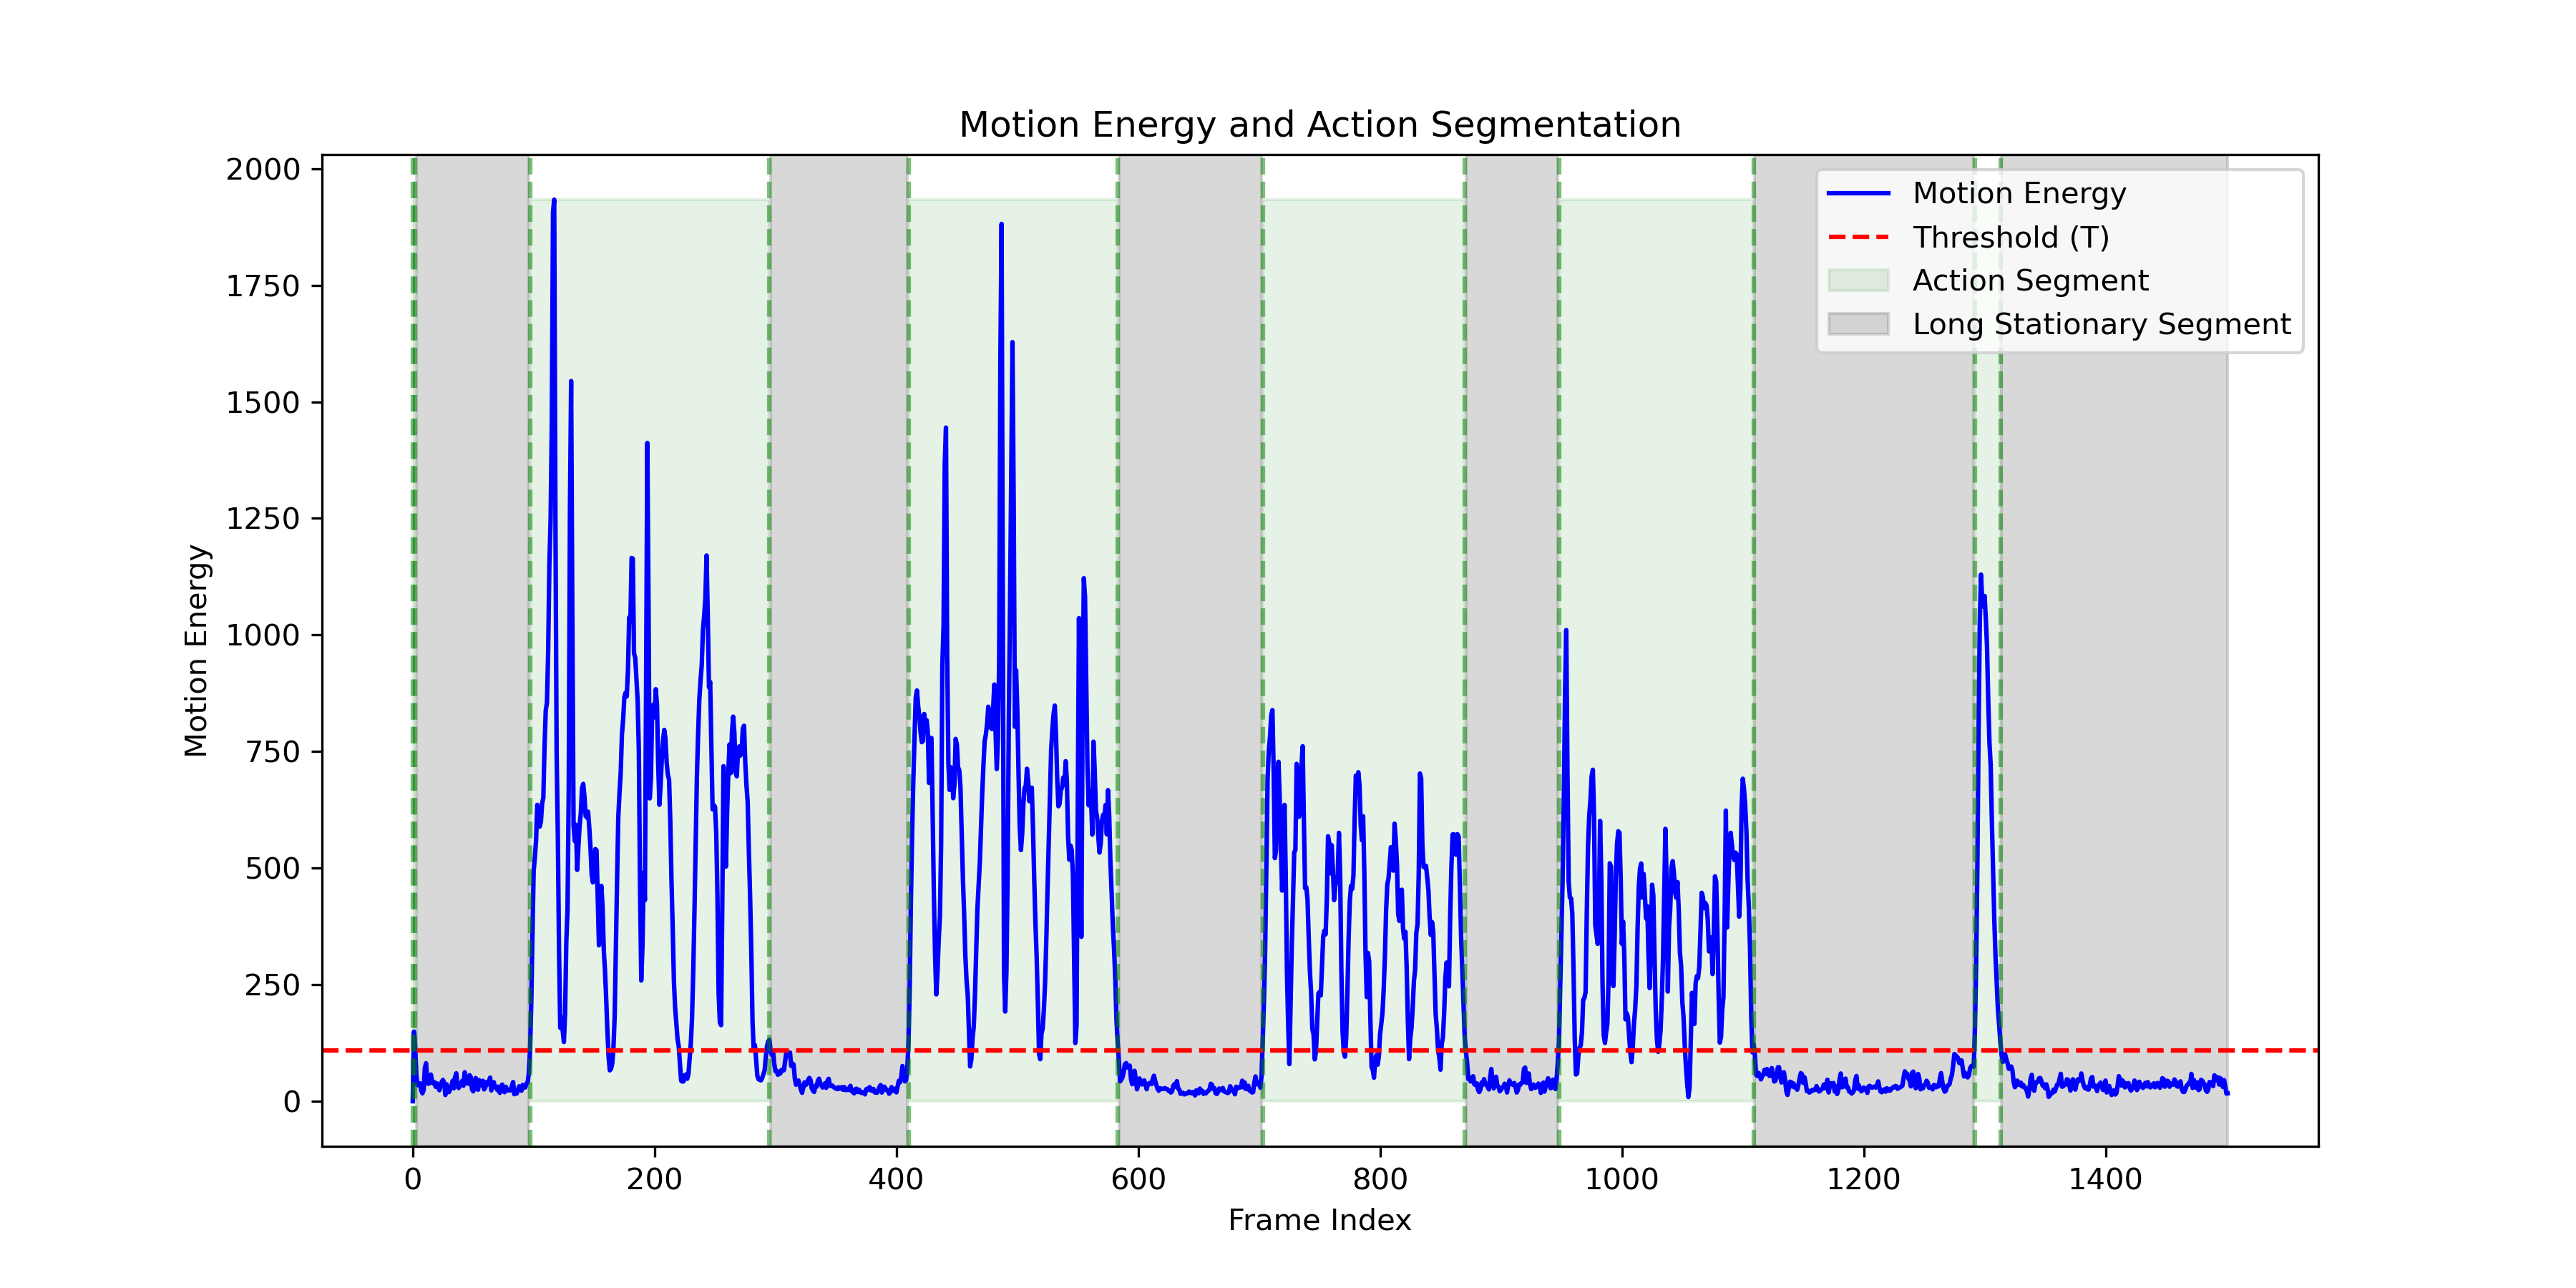 Motion Energy and Action Segmentation
2000
1750
1500
1250
1000
750
500
250
0
Motion Energy
Motion Energy
Threshold (T)
Action Segment
Long Stationary Segment
0 200 400 600 800 1000 1200 1400
Frame Index